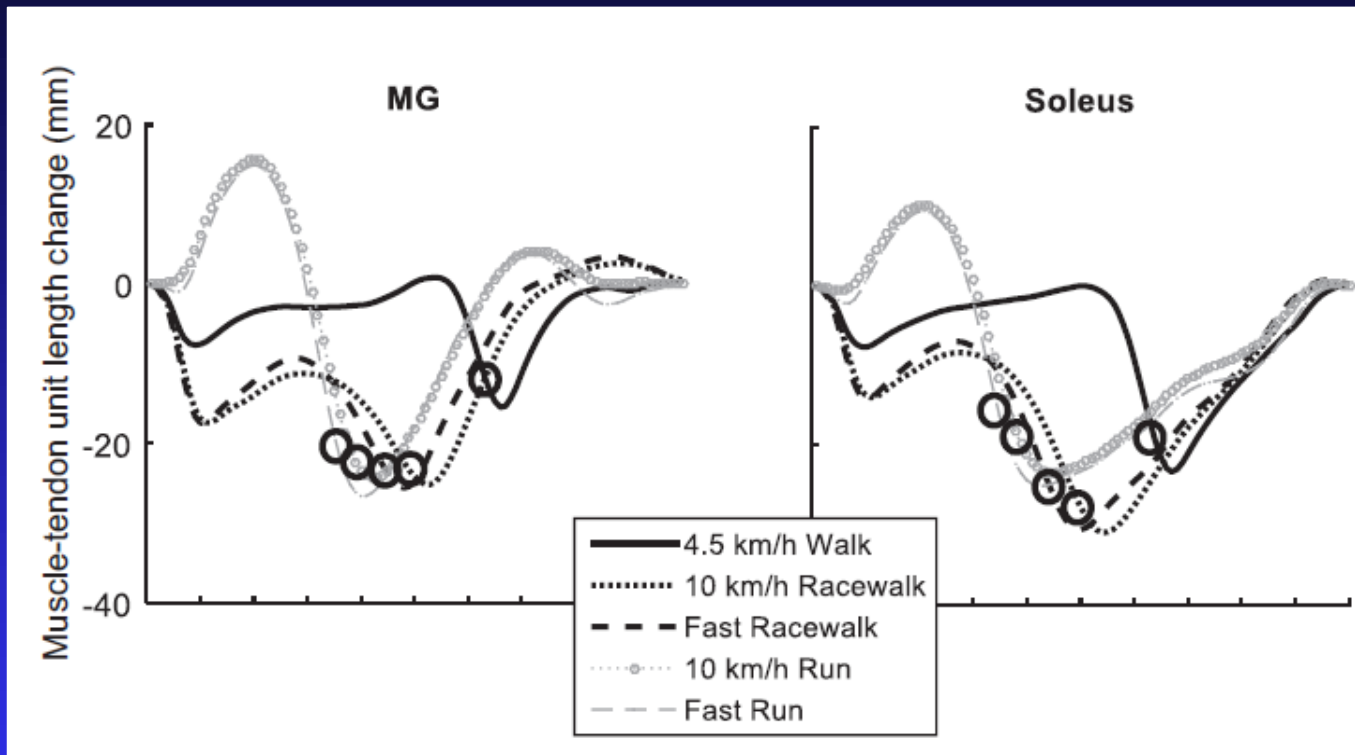 MG
Soleus
Muscle-tendon unit length change (mm)
20
0
-20
-40
4.5 km/h Walk
10 km/h Racewalk
Fast Racewalk
10 km/h Run
Fast Run